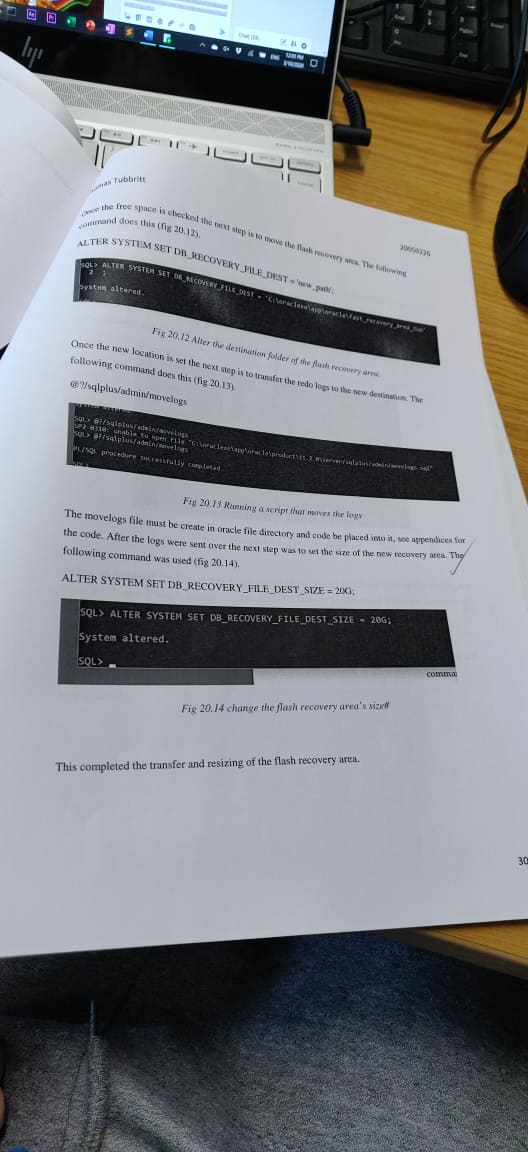 Tubbritt
20059226
Once the free space is checked the next step is to move the flash recovery area. The following
command does this (fig 20.12).
ALTER SYSTEM SET DB_RECOVERY_FILE_DEST = 'new_path';
SQL> ALTER SYSTEM SET DB_RECOVERY_FILE_DEST = 'C:\oraclexe\app\oracle\fast_recovery_area_two'
2 ;
System altered.
Fig 20.12 Alter the destination folder of the flash recovery area
Once the new location is set the next step is to transfer the redo logs to the new destination. The
following command does this (fig 20.13).
@?/sqlplus/admin/movelogs
SQL> @?/sqlplus/admin/movelogs
SP2-0310: unable to open file "C:\oraclexe\app\oracle\product\11.2.0\server/sqlplus/admin/movelogs.sql"
SQL> @?/sqlplus/admin/movelogs
PL/SQL procedure successfully completed.
SQL>
Fig 20.13 Running a script that moves the logs
The movelogs file must be create in oracle file directory and code be placed into it, see appendices for
the code. After the logs were sent over the next step was to set the size of the new recovery area. The
following command was used (fig 20.14).
ALTER SYSTEM SET DB_RECOVERY_FILE_DEST_SIZE = 20G;
SQL> ALTER SYSTEM SET DB_RECOVERY_FILE_DEST_SIZE = 20G;
System altered.
SQL>
comma
Fig 20.14 change the flash recovery area's size#
This completed the transfer and resizing of the flash recovery area.
30